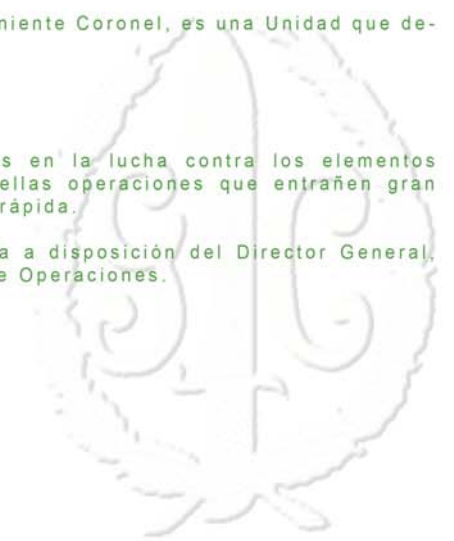 niente Coronel, es una Unidad que de-
s en la lucha contra los elementos
ellas operaciones que entrañen gran
rápida.
a a disposición del Director General,
e Operaciones.